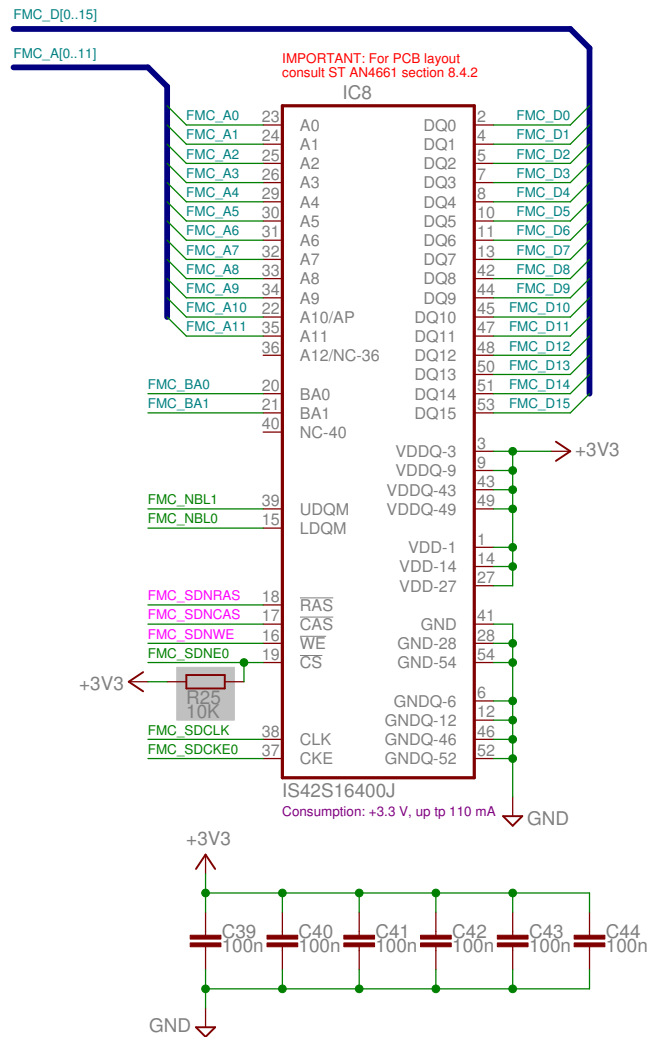 FMC_D[0..15]
FMC_A[0..11]
IMPORTANT: For PCB layout
consult ST AN4661 section 8.4.2
IC8
FMC_A0 23 A0 DQ0 2 FMC_D0
FMC_A1 24 A1 DQ1 4 FMC_D1
FMC_A2 25 A2 DQ2 5 FMC_D2
FMC_A3 26 A3 DQ3 7 FMC_D3
FMC_A4 29 A4 DQ4 8 FMC_D4
FMC_A5 30 A5 DQ5 10 FMC_D5
FMC_A6 31 A6 DQ6 11 FMC_D6
FMC_A7 32 A7 DQ7 13 FMC_D7
FMC_A8 33 A8 DQ8 42 FMC_D8
FMC_A9 34 A9 DQ9 44 FMC_D9
FMC_A10 22 A10/AP DQ10 45 FMC_D10
FMC_A11 35 A11 DQ11 47 FMC_D11
36 A12/NC-36 DQ12 48 FMC_D12
DQ13 50 FMC_D13
FMC_BA0 20 BA0 DQ14 51 FMC_D14
FMC_BA1 21 BA1 DQ15 53 FMC_D15
40 NC-40
VDDQ-3 3 +3V3
VDDQ-9 9
VDDQ-43 43
FMC_NBL1 39 UDQM VDDQ-49 49
FMC_NBL0 15 LDQM
VDD-1 1
VDD-14 14
VDD-27 27
FMC_SDNRAS 18 RAS
FMC_SDNCAS 17 CAS GND 41
FMC_SDNWE 16 WE GND-28 28
FMC_SDNE0 19 CS GND-54 54
+3V3
R25
10K
GNDQ-6 6
GNDQ-12 12
FMC_SDCLK 38 CLK GNDQ-46 46
FMC_SDCKE0 37 CKE GNDQ-52 52
IS42S16400J
Consumption: +3.3 V, up tp 110 mA
GND
+3V3
C39 C40 C41 C42 C43 C44
100n 100n 100n 100n 100n 100n
GND